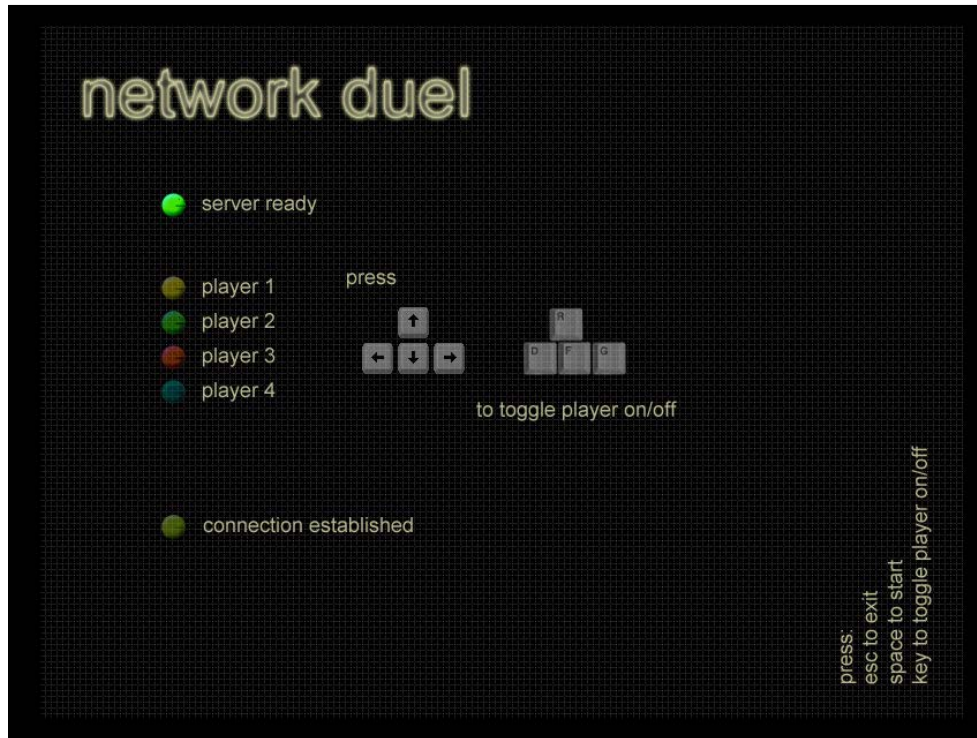 network duel
server ready
player 1
player 2
player 3
player 4
press
↑
← ↓ →
R
D F G
to toggle player on/off
connection established
press:
esc to exit
space to start
key to toggle player on/off